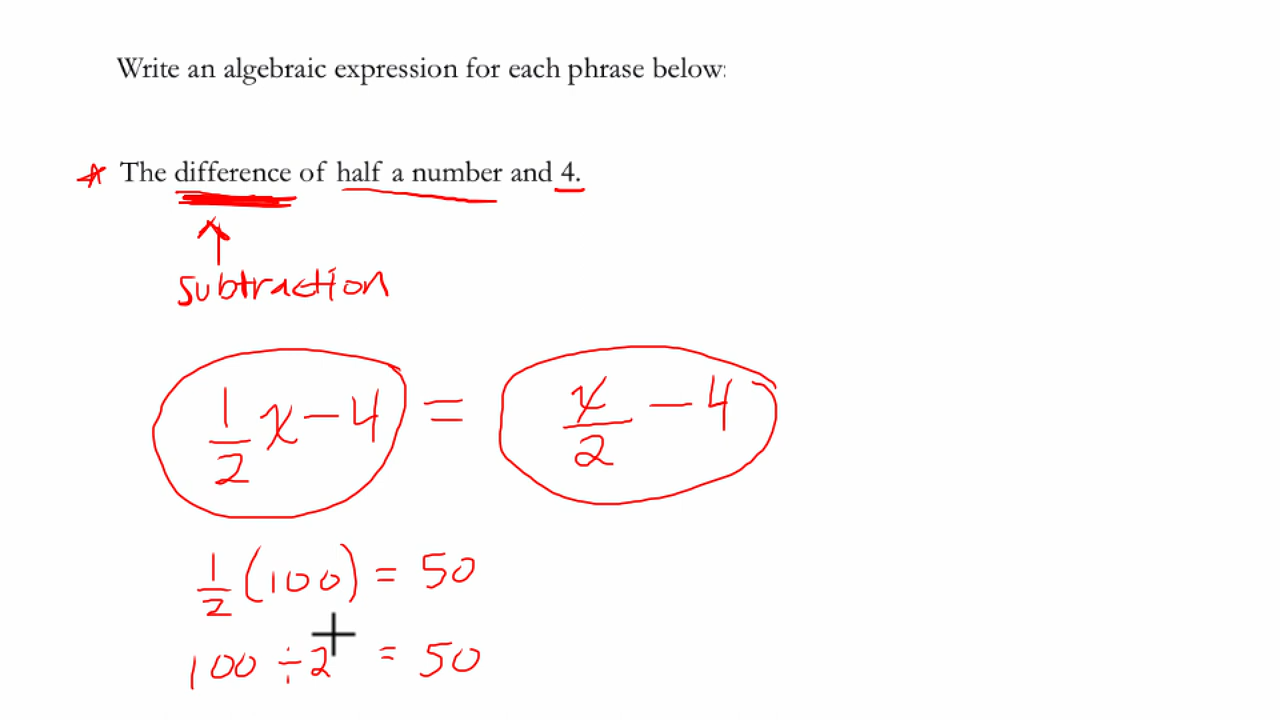 Write an algebraic expression for each phrase below:
* The difference of half a number and 4.
subtraction
1/2 x - 4 = x/2 - 4
1/2 (100) = 50
100 ÷ 2 = 50